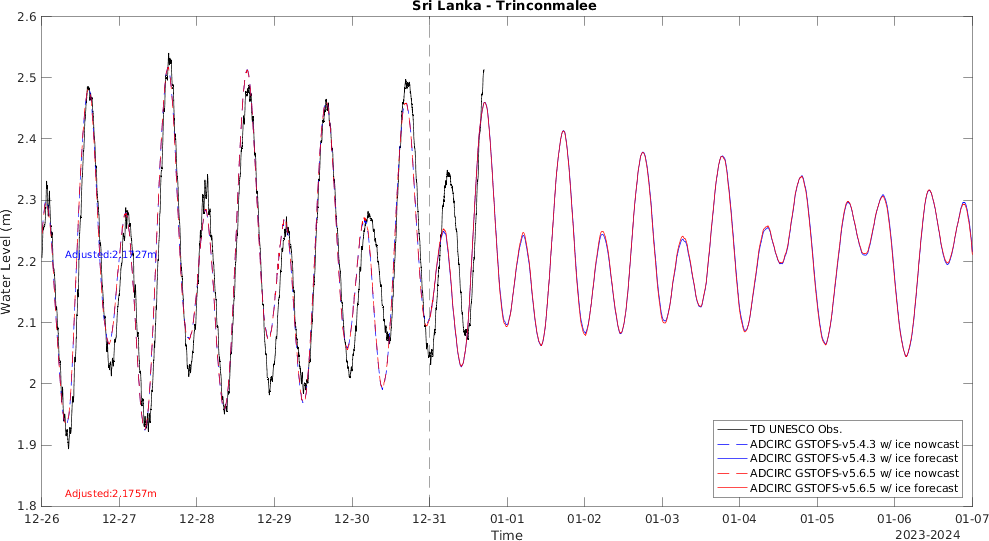 Sri Lanka - Trinconmalee
2.6
2.5
2.4
2.3
2.2
2.1
2
1.9
1.8
Water Level (m)
Adjusted:2.1727m
Adjusted:2.1757m
TD UNESCO Obs.
ADCIRC GSTOFS-v5.4.3 w/ ice nowcast
ADCIRC GSTOFS-v5.4.3 w/ ice forecast
ADCIRC GSTOFS-v5.6.5 w/ ice nowcast
ADCIRC GSTOFS-v5.6.5 w/ ice forecast
12-26 12-27 12-28 12-29 12-30 12-31 01-01 01-02 01-03 01-04 01-05 01-06 01-07
Time
2023-2024